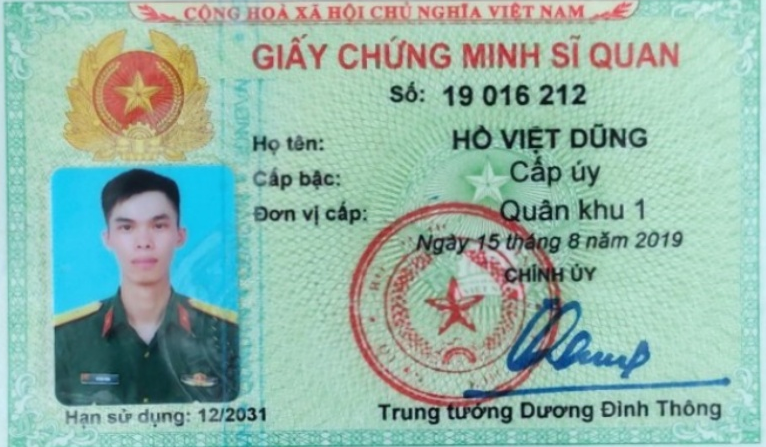 CỘNG HOÀ XÃ HỘI CHỦ NGHĨA VIỆT NAM
GIẤY CHỨNG MINH SĨ QUAN
Số: 19 016 212
Họ tên: HỒ VIỆT DŨNG
Cấp bậc: Cấp úy
Đơn vị cấp: Quân khu 1
Ngày 15 tháng 8 năm 2019
CHÍNH ỦY
Hạn sử dụng: 12/2031
Trung tướng Dương Đình Thông